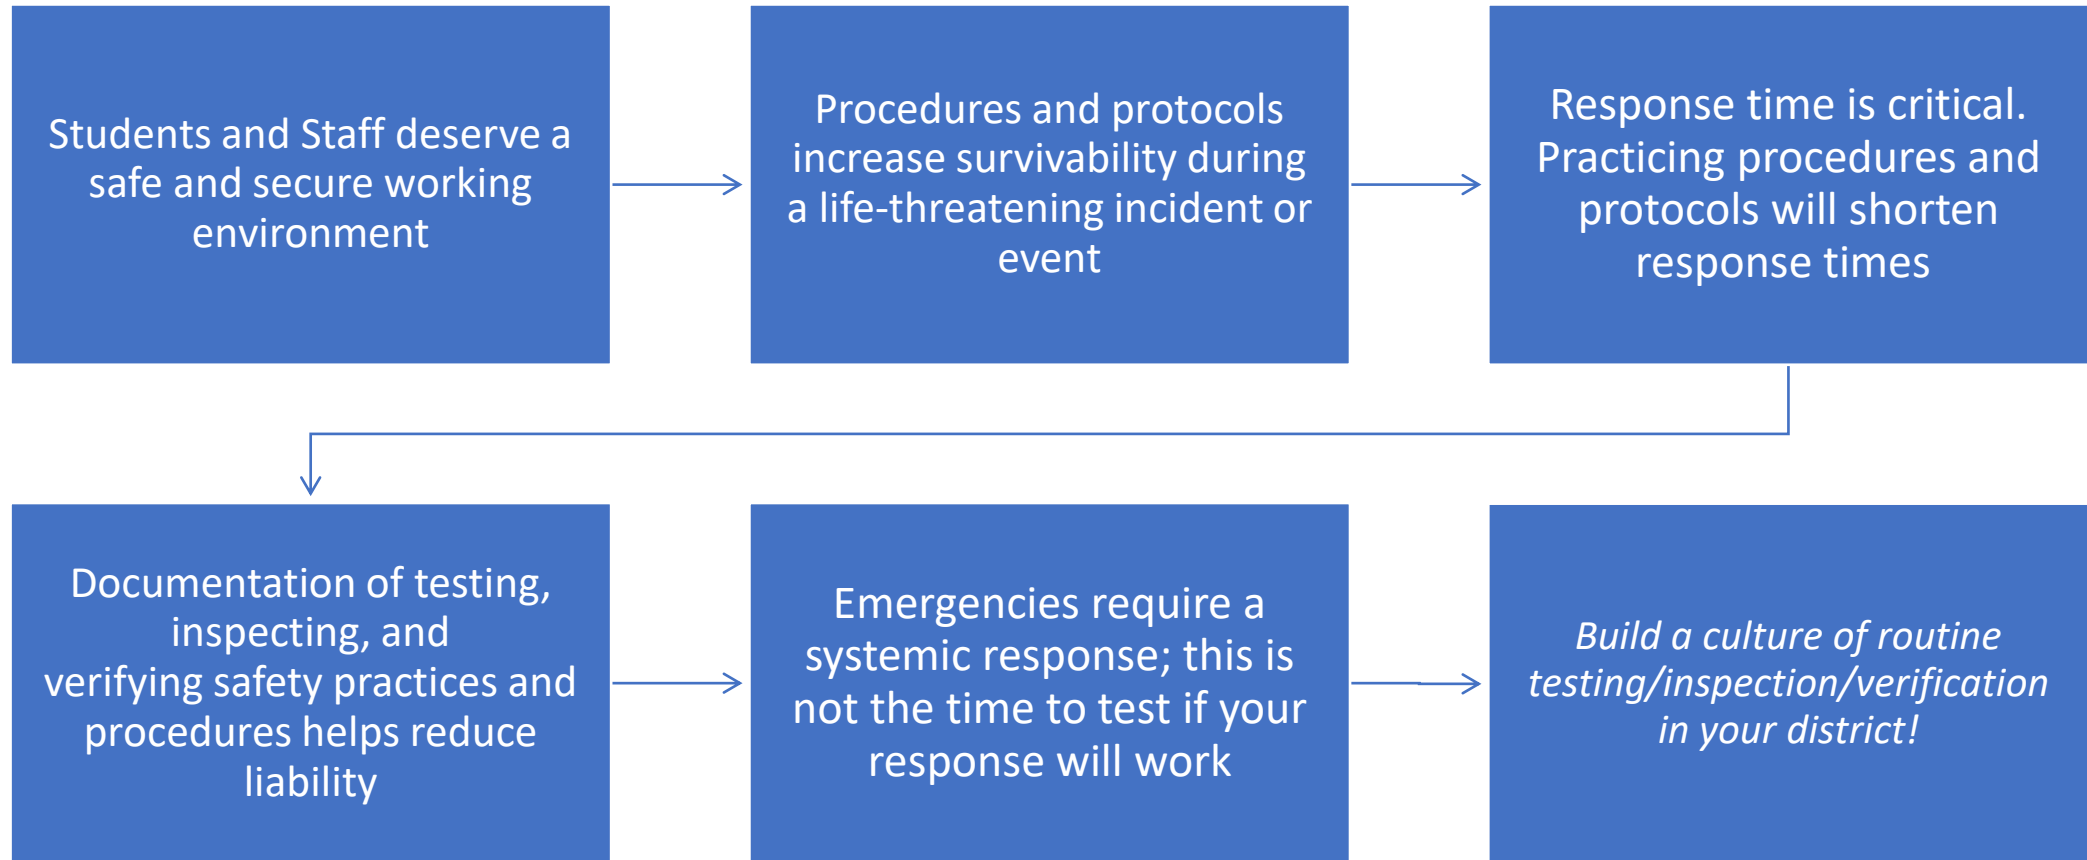 Students and Staff deserve a
safe and secure working
environment
Procedures and protocols
increase survivability during
a life-threatening incident or
event
Response time is critical.
Practicing procedures and
protocols will shorten
response times
Documentation of testing,
inspecting, and
verifying safety practices and
procedures helps reduce
liability
Emergencies require a
systemic response; this is
not the time to test if your
response will work
Build a culture of routine
testing/inspection/verification
in your district!